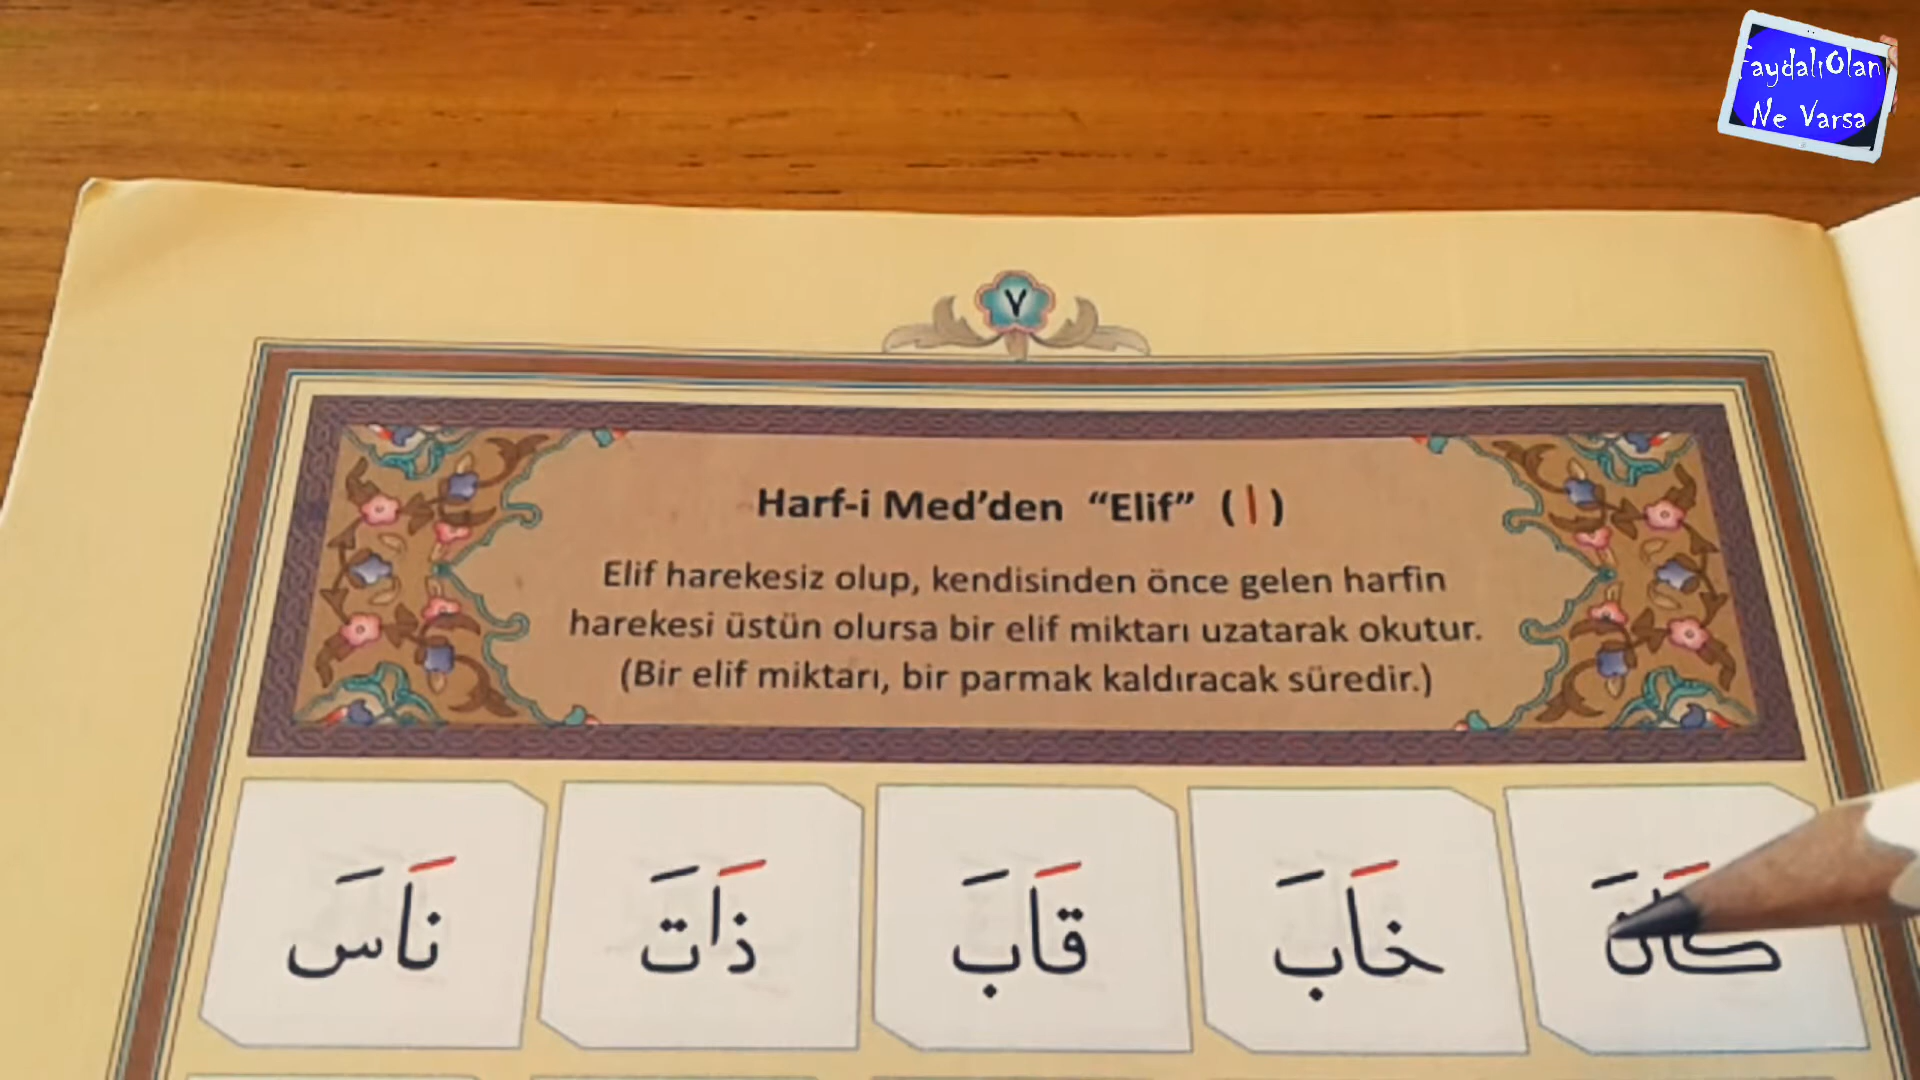 FaydalıOlan
Ne Varsa
٧
Harf-i Med’den “Elif” ( ا )
Elif harekesiz olup, kendisinden önce gelen harfin
harekesi üstün olursa bir elif miktarı uzatarak okutur.
(Bir elif miktarı, bir parmak kaldıracak süredir.)
كَانَ خَابَ قَابَ ذَاتَ نَاسَ